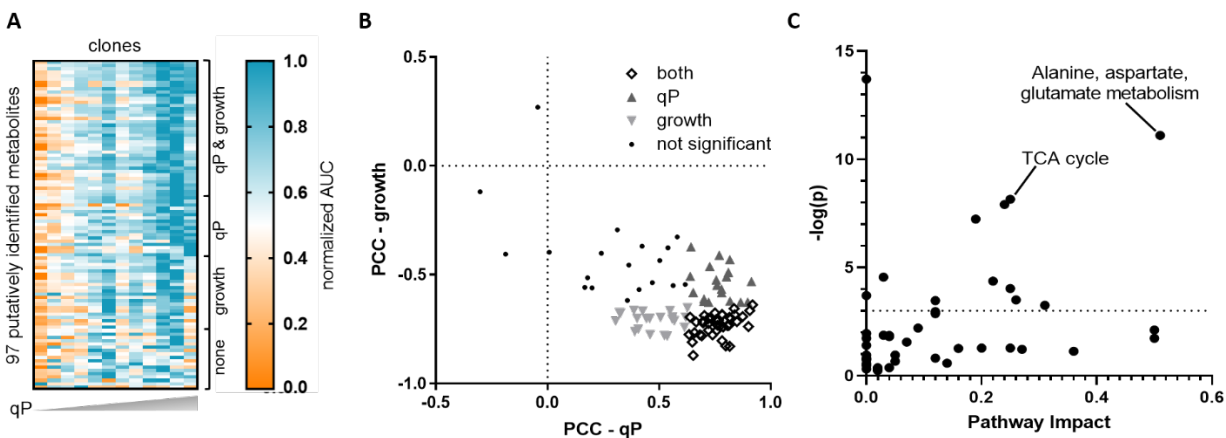 A
clones
97 putatively identified metabolites
qP & growth
qP
growth
none
1.0
0.8
0.6
0.4
0.2
0.0
normalized AUC
qP
B
0.5
0.0
-0.5
-1.0
PCC - growth
-0.5
0.0
0.5
1.0
PCC - qP
both
qP
growth
not significant
C
15
10
5
0
-log(p)
0.0
0.2
0.4
0.6
Pathway Impact
Alanine, aspartate,
glutamate metabolism
TCA cycle